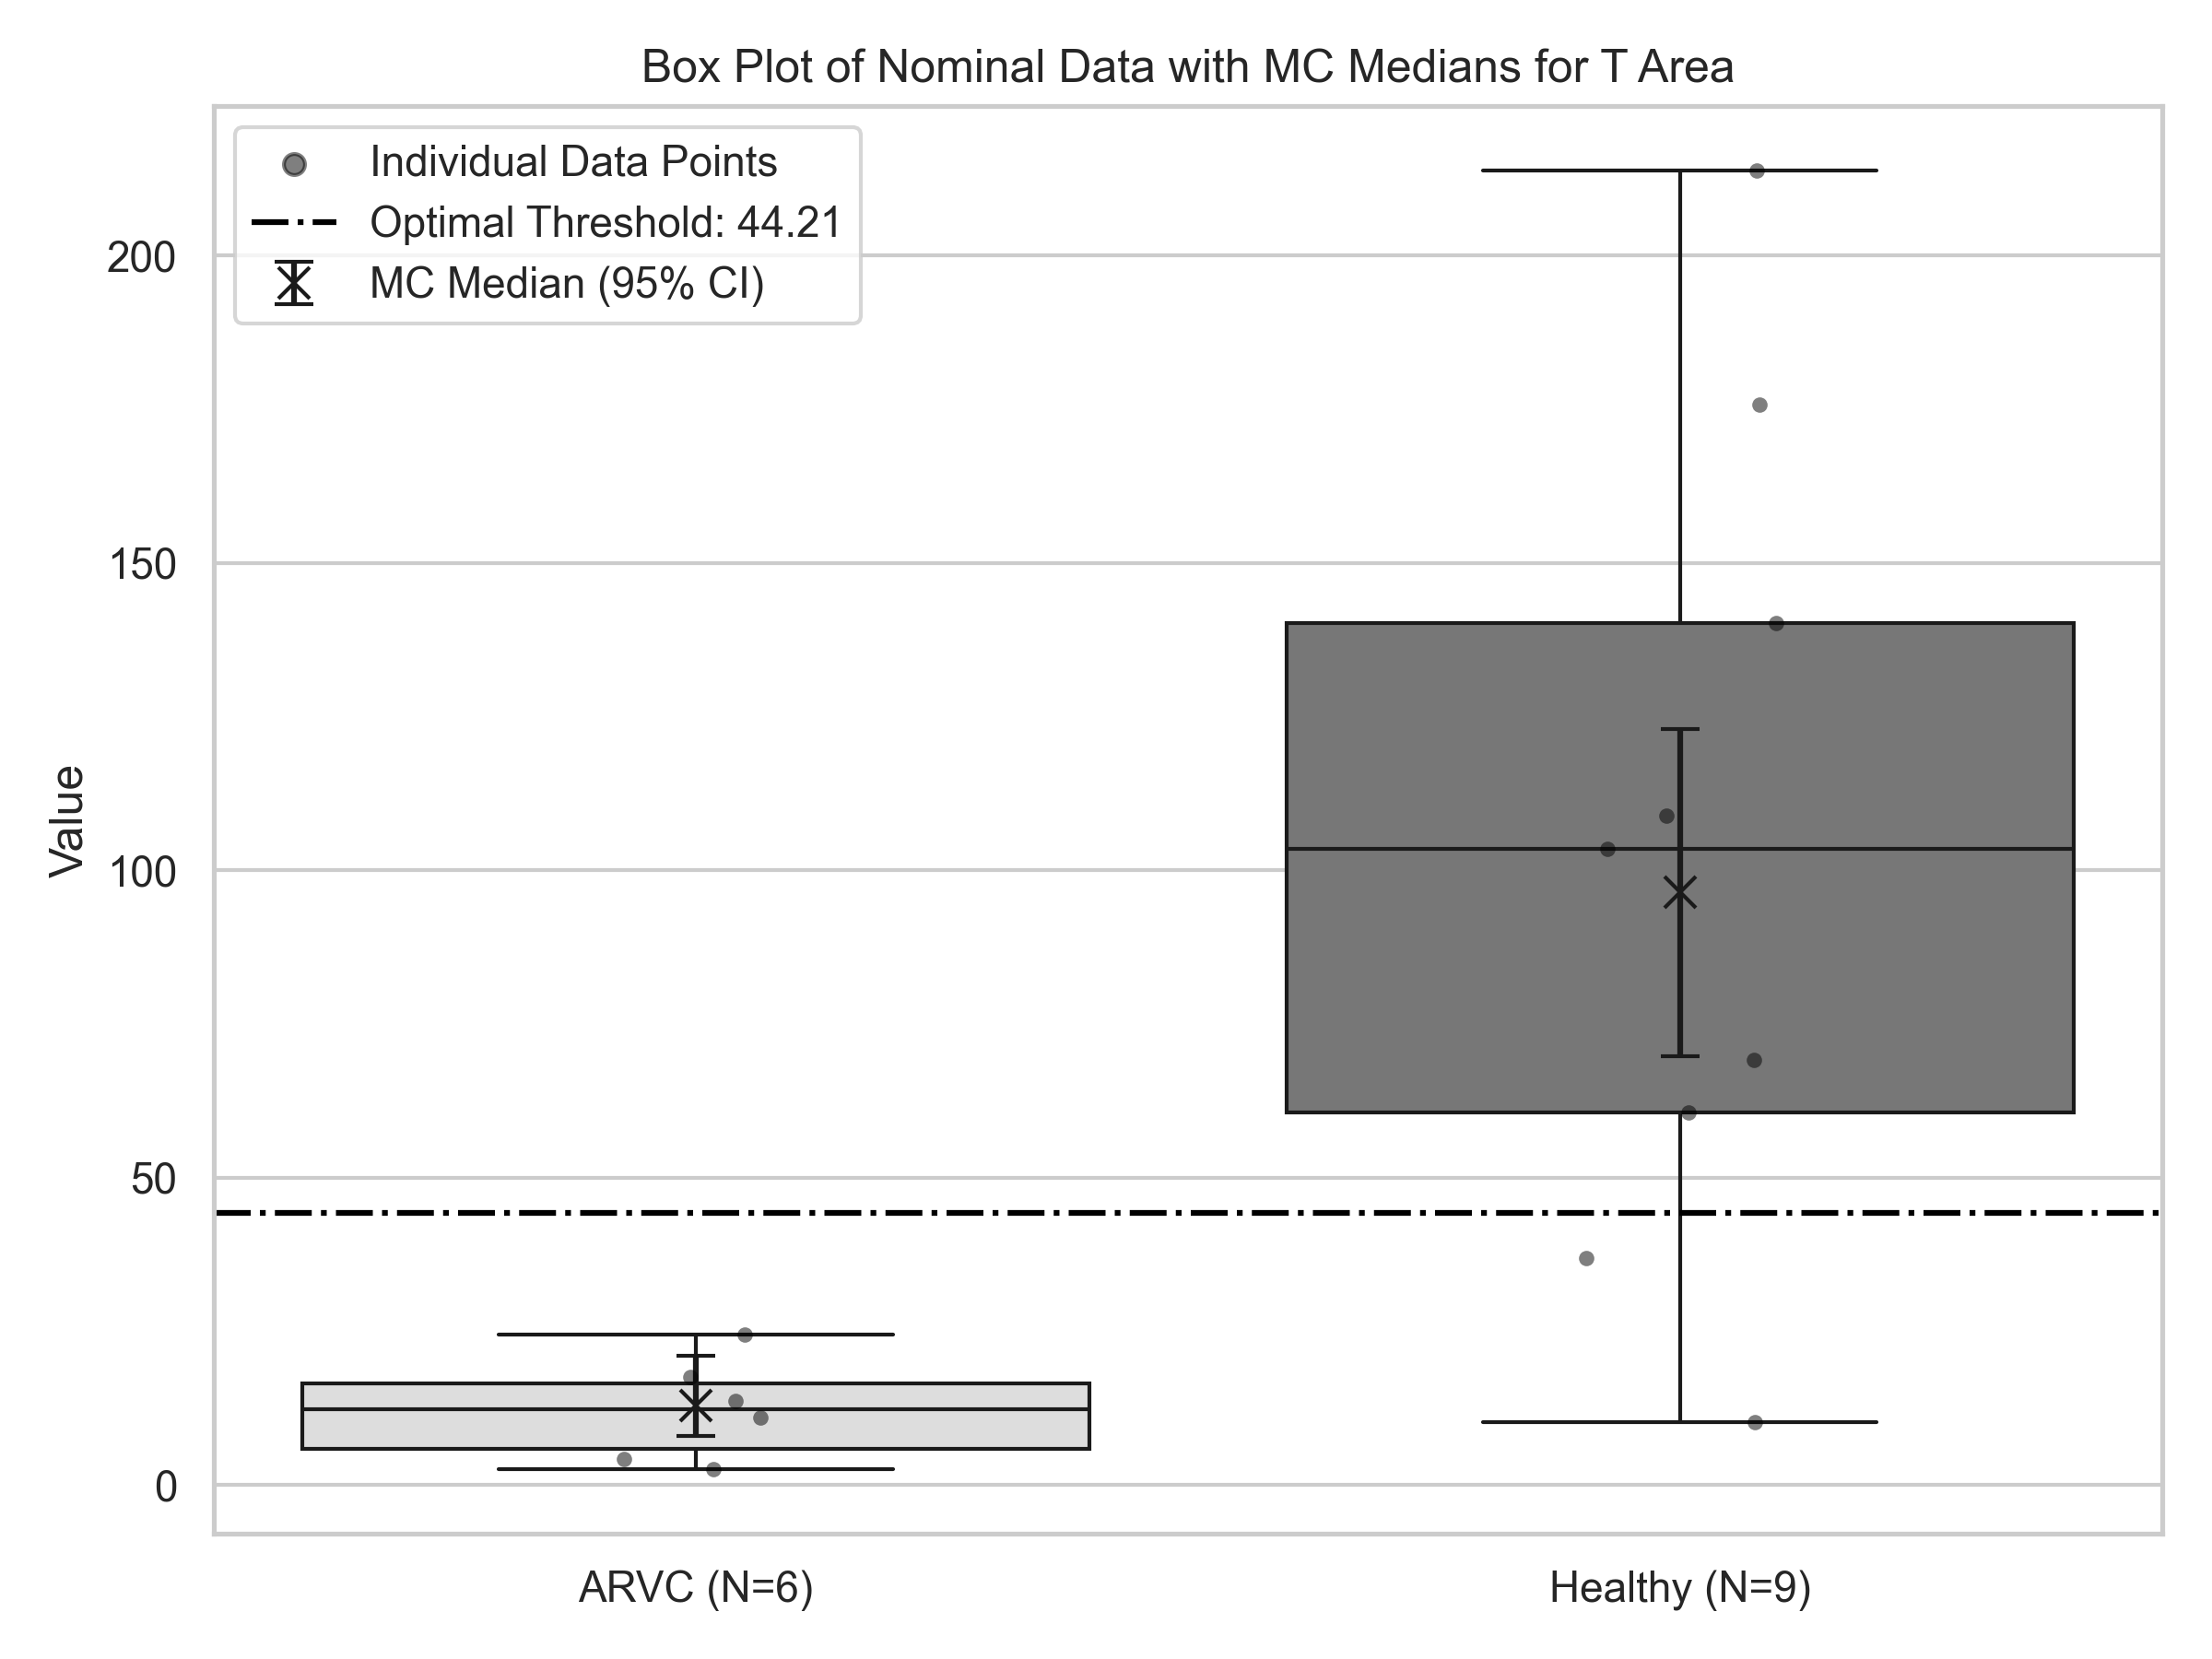 Box Plot of Nominal Data with MC Medians for T Area
Individual Data Points
Optimal Threshold: 44.21
MC Median (95% CI)
Value
200
150
100
50
0
ARVC (N=6)
Healthy (N=9)